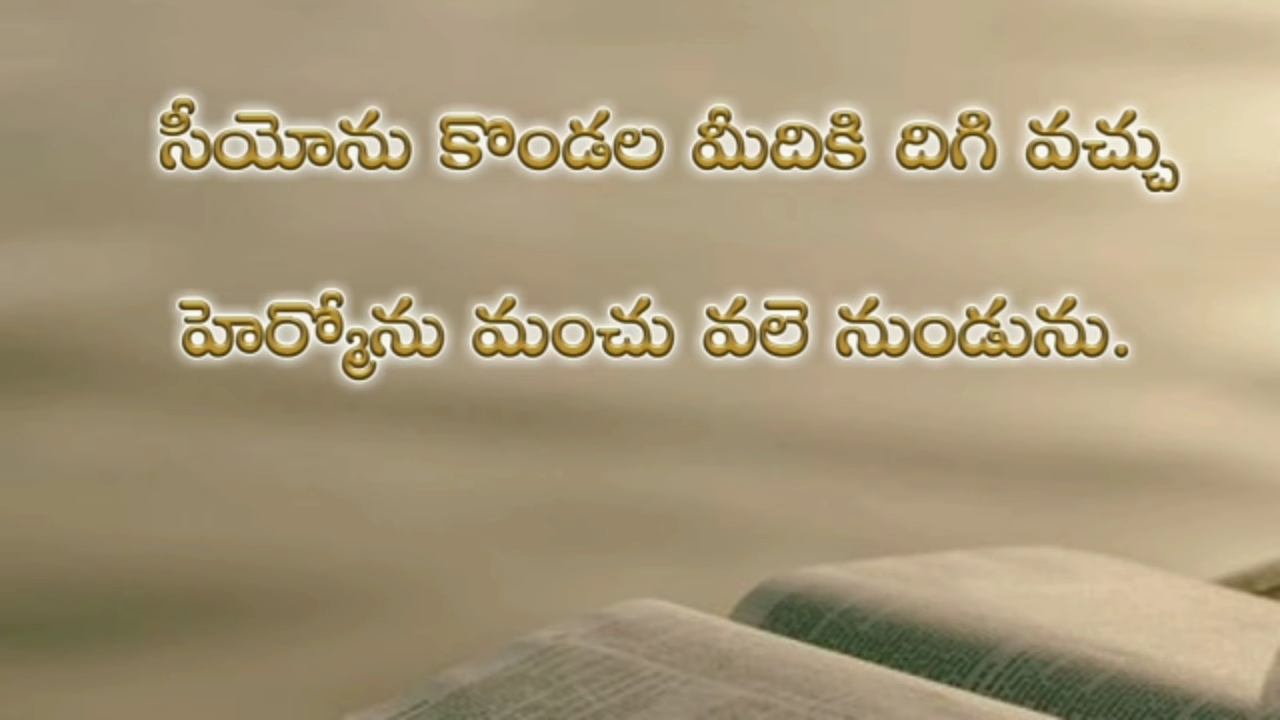 సీయోను కొండల మీదికి దిగి వచ్చు
హెర్మోను మంచు వలె నుండును.